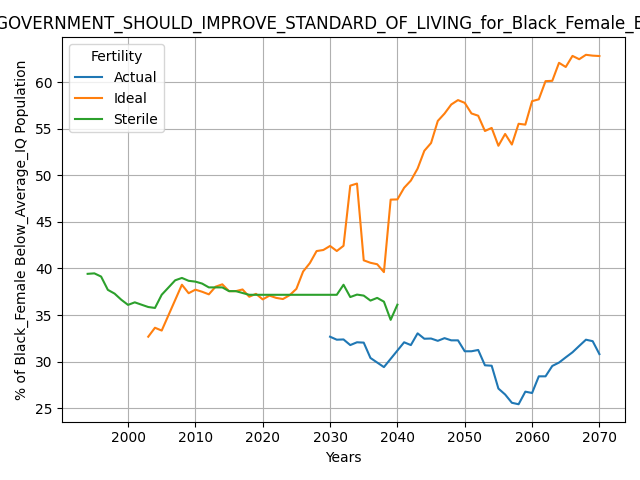 GOVERNMENT_SHOULD_IMPROVE_STANDARD_OF_LIVING_for_Black_Female_B
Fertility
Actual
Ideal
Sterile
% of Black_Female Below_Average_IQ Population
60
55
50
45
40
35
30
25
2000 2010 2020 2030 2040 2050 2060 2070
Years